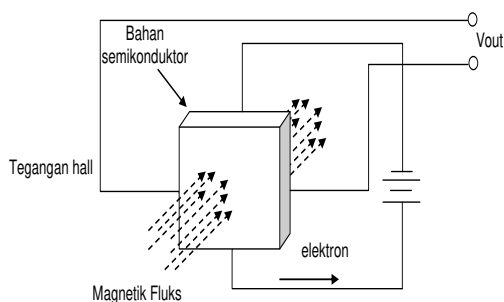 Bahan
semikonduktor
Vout
Tegangan hall
elektron
Magnetik Fluks